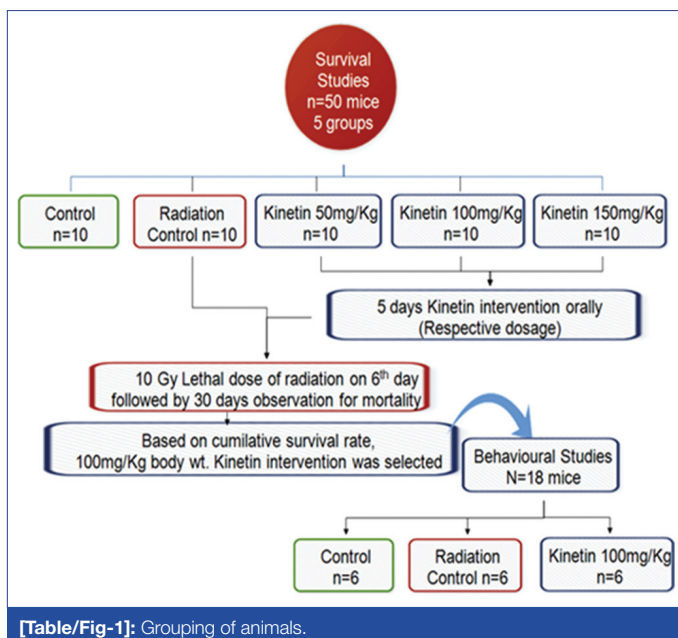 Survival
Studies
n=50 mice
5 groups
Control
n=10
Radiation
Control n=10
Kinetin 50mg/Kg
n=10
Kinetin 100mg/Kg
n=10
Kinetin 150mg/Kg
n=10
5 days Kinetin intervention orally
(Respective dosage)
10 Gy Lethal dose of radiation on 6th day
followed by 30 days observation for mortality
Based on cumilative survival rate,
100mg/Kg body wt. Kinetin intervention was selected
Behavioural Studies
N=18 mice
Control
n=6
Radiation
Control n=6
Kinetin 100mg/Kg
n=6
[Table/Fig-1]: Grouping of animals.